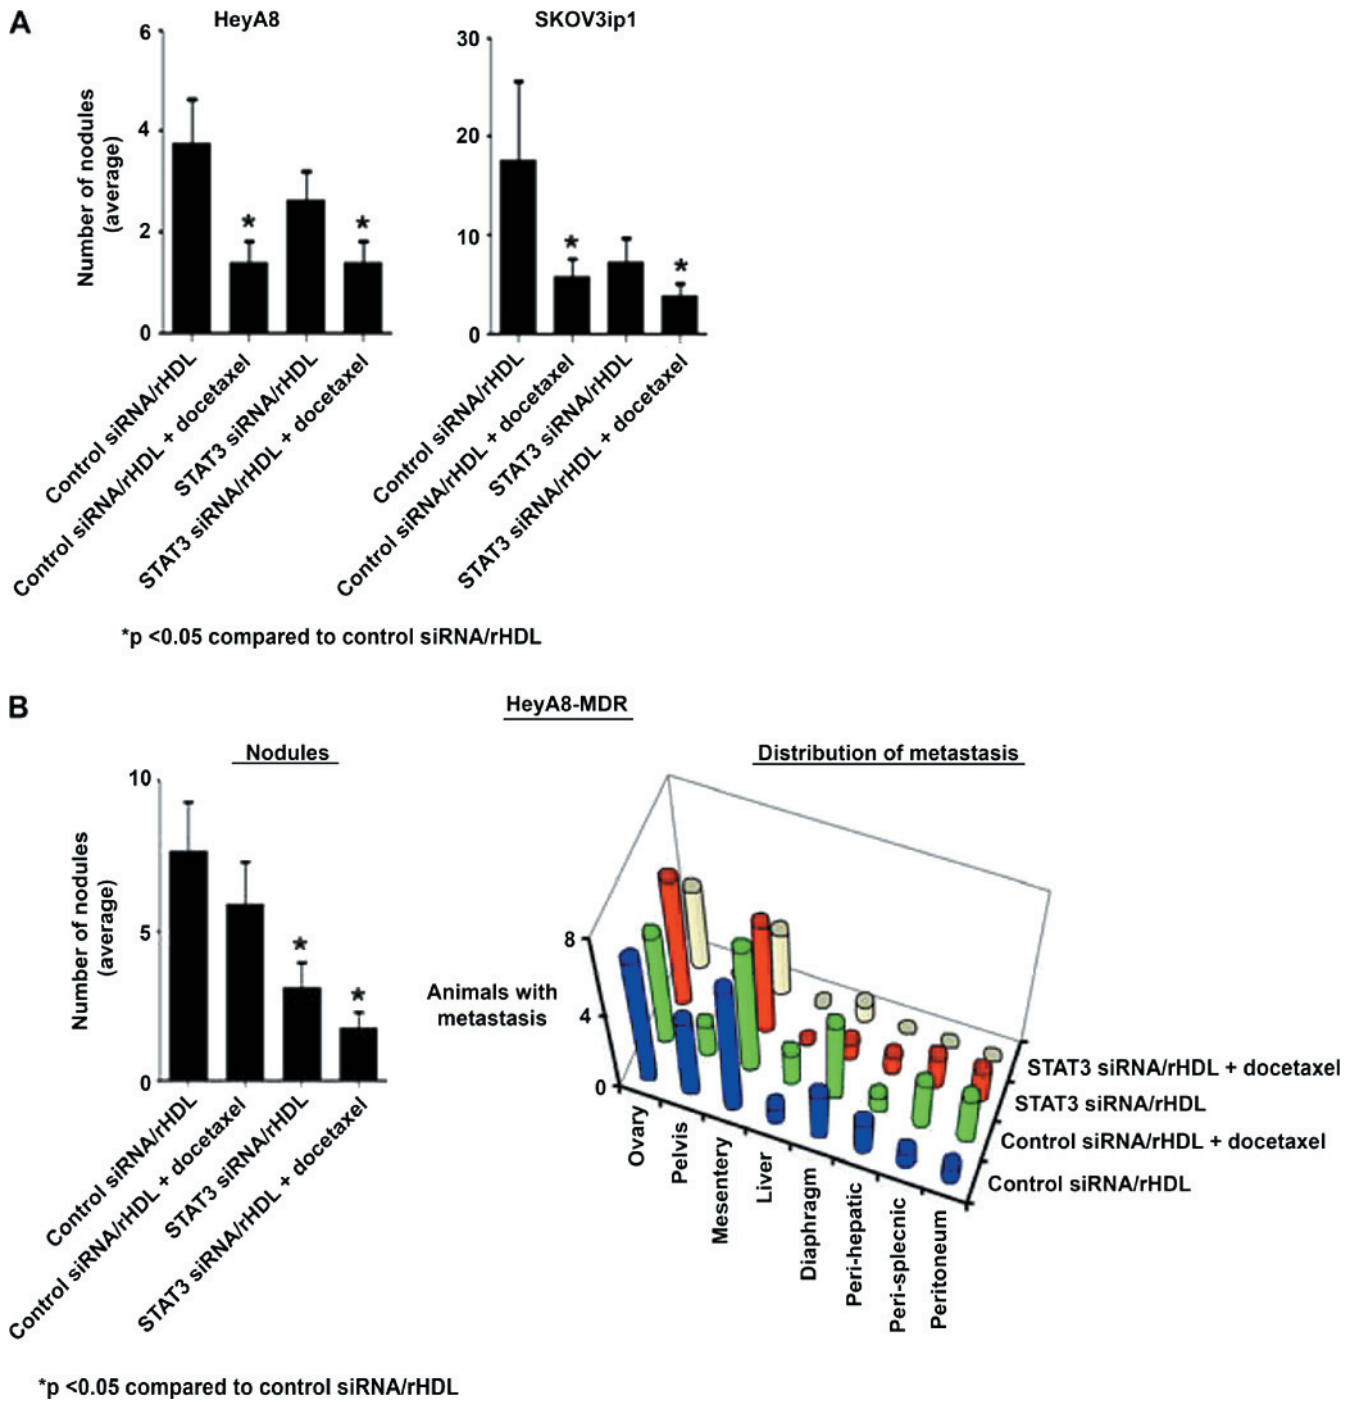 A
HeyA8
SKOV3ip1
Number of nodules
(average)
6
4
2
0
30
20
10
0
Control siRNA/rHDL
Control siRNA/rHDL + docetaxel
STAT3 siRNA/rHDL
STAT3 siRNA/rHDL + docetaxel
Control siRNA/rHDL
Control siRNA/rHDL + docetaxel
STAT3 siRNA/rHDL
STAT3 siRNA/rHDL + docetaxel
* *
* *
*p <0.05 compared to control siRNA/rHDL
B
HeyA8-MDR
Nodules
Distribution of metastasis
Number of nodules
(average)
10
5
0
* *
Control siRNA/rHDL
Control siRNA/rHDL + docetaxel
STAT3 siRNA/rHDL
STAT3 siRNA/rHDL + docetaxel
Animals with
metastasis
8
4
0
Ovary
Pelvis
Mesentery
Liver
Diaphragm
Peri-hepatic
Peri-splecnic
Peritoneum
STAT3 siRNA/rHDL + docetaxel
STAT3 siRNA/rHDL
Control siRNA/rHDL + docetaxel
Control siRNA/rHDL
*p <0.05 compared to control siRNA/rHDL